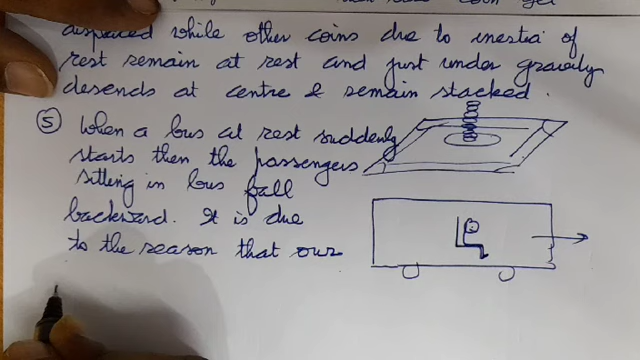 displaced while other coins due to inertia of
rest remain at rest and just under gravity
desends at centre & remain stacked.
⑤ When a bus at rest suddenly
starts then the passengers
sitting in bus fall
backward. It is due
to the reason that our